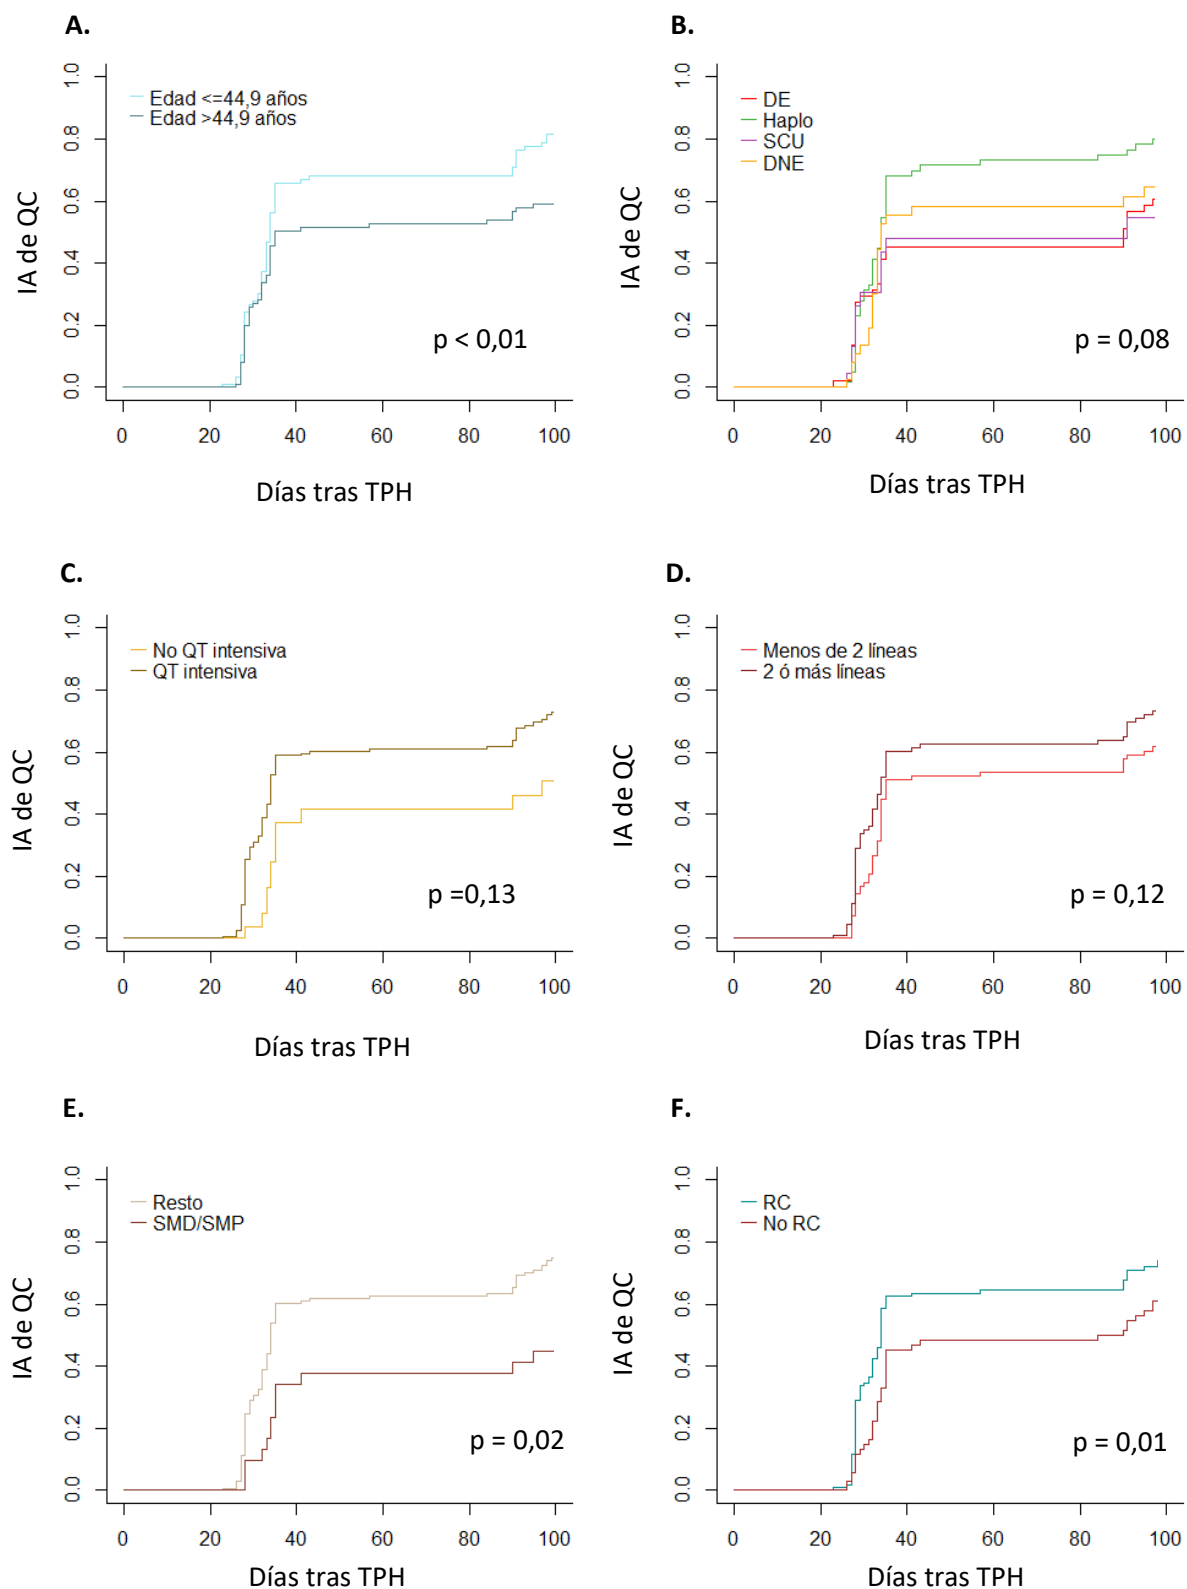 A.
1.0
0.8
0.6
0.4
0.2
0.0
IA de QC
Edad <=44,9 años
Edad >44,9 años
p < 0,01
0 20 40 60 80 100
Días tras TPH
B.
1.0
0.8
0.6
0.4
0.2
0.0
IA de QC
DE
Haplo
SCU
DNE
p = 0,08
0 20 40 60 80 100
Días tras TPH
C.
1.0
0.8
0.6
0.4
0.2
0.0
IA de QC
No QT intensiva
QT intensiva
p =0,13
0 20 40 60 80 100
Días tras TPH
D.
1.0
0.8
0.6
0.4
0.2
0.0
IA de QC
Menos de 2 líneas
2 ó más líneas
p = 0,12
0 20 40 60 80 100
Días tras TPH
E.
1.0
0.8
0.6
0.4
0.2
0.0
IA de QC
Resto
SMD/SMP
p = 0,02
0 20 40 60 80 100
Días tras TPH
F.
1.0
0.8
0.6
0.4
0.2
0.0
IA de QC
RC
No RC
p = 0,01
0 20 40 60 80 100
Días tras TPH